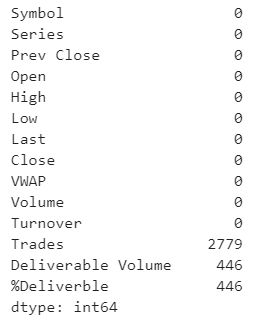 Symbol 0
Series 0
Prev Close 0
Open 0
High 0
Low 0
Last 0
Close 0
VWAP 0
Volume 0
Turnover 0
Trades 2779
Deliverable Volume 446
%Deliverble 446
dtype: int64